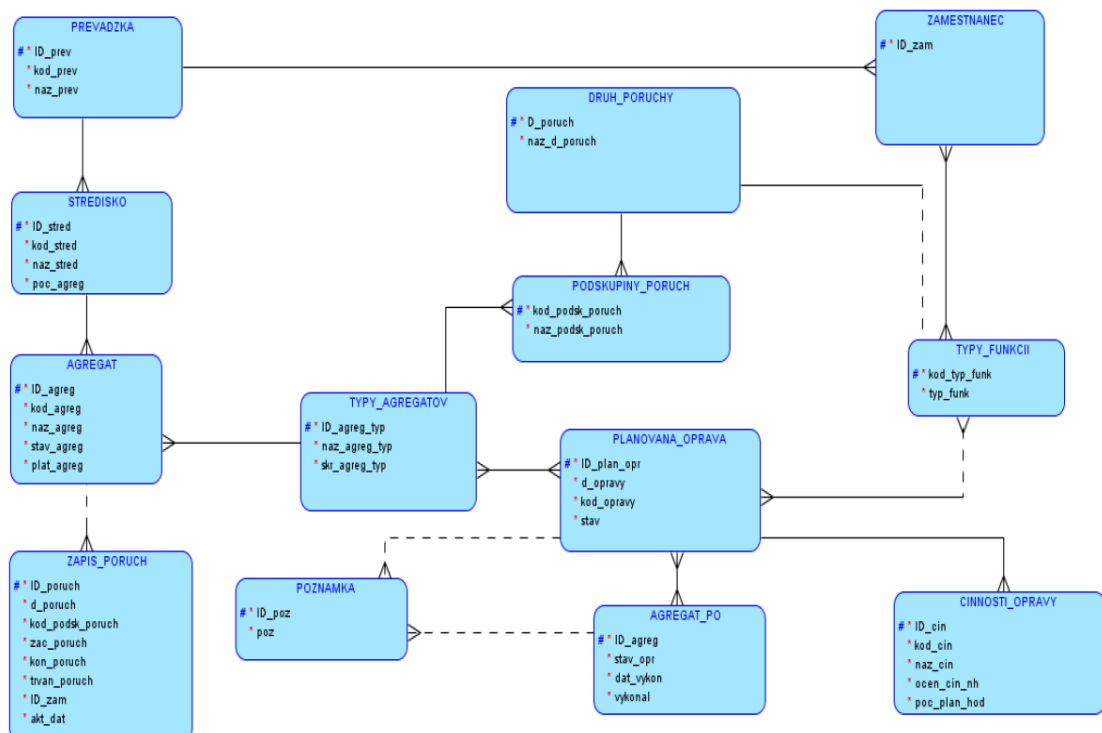 PREVADZKA
# * ID_prev
* kod_prev
* naz_prev
ZAMESTNANEC
# * ID_zam
DRUH_PORUCHY
# * D_poruch
* naz_d_poruch
STREDISKO
# * ID_stred
* kod_stred
* naz_stred
* poc_agreg
PODSKUPINY_PORUCH
# * kod_podsk_poruch
* naz_podsk_poruch
TYPY_FUNKCII
# * kod_typ_funk
* typ_funk
AGREGAT
# * ID_agreg
* kod_agreg
* naz_agreg
* stav_agreg
* plat_agreg
TYPY_AGREGATOV
# * ID_agreg_typ
* naz_agreg_typ
* skr_agreg_typ
PLANOVANA_OPRAVA
# * ID_plan_opr
* d_opravy
* kod_opravy
* stav
ZAPIS_PORUCH
# * ID_poruch
* d_poruch
* kod_podsk_poruch
* zac_poruch
* kon_poruch
* trvan_poruch
* ID_zam
* akt_dat
POZNAMKA
# * ID_poz
* poz
AGREGAT_PO
# * ID_agreg
* stav_opr
* dat_vykon
* vykonal
CINNOSTI_OPRAVY
# * ID_cin
* kod_cin
* naz_cin
* ocen_cin_nh
* poc_plan_hod